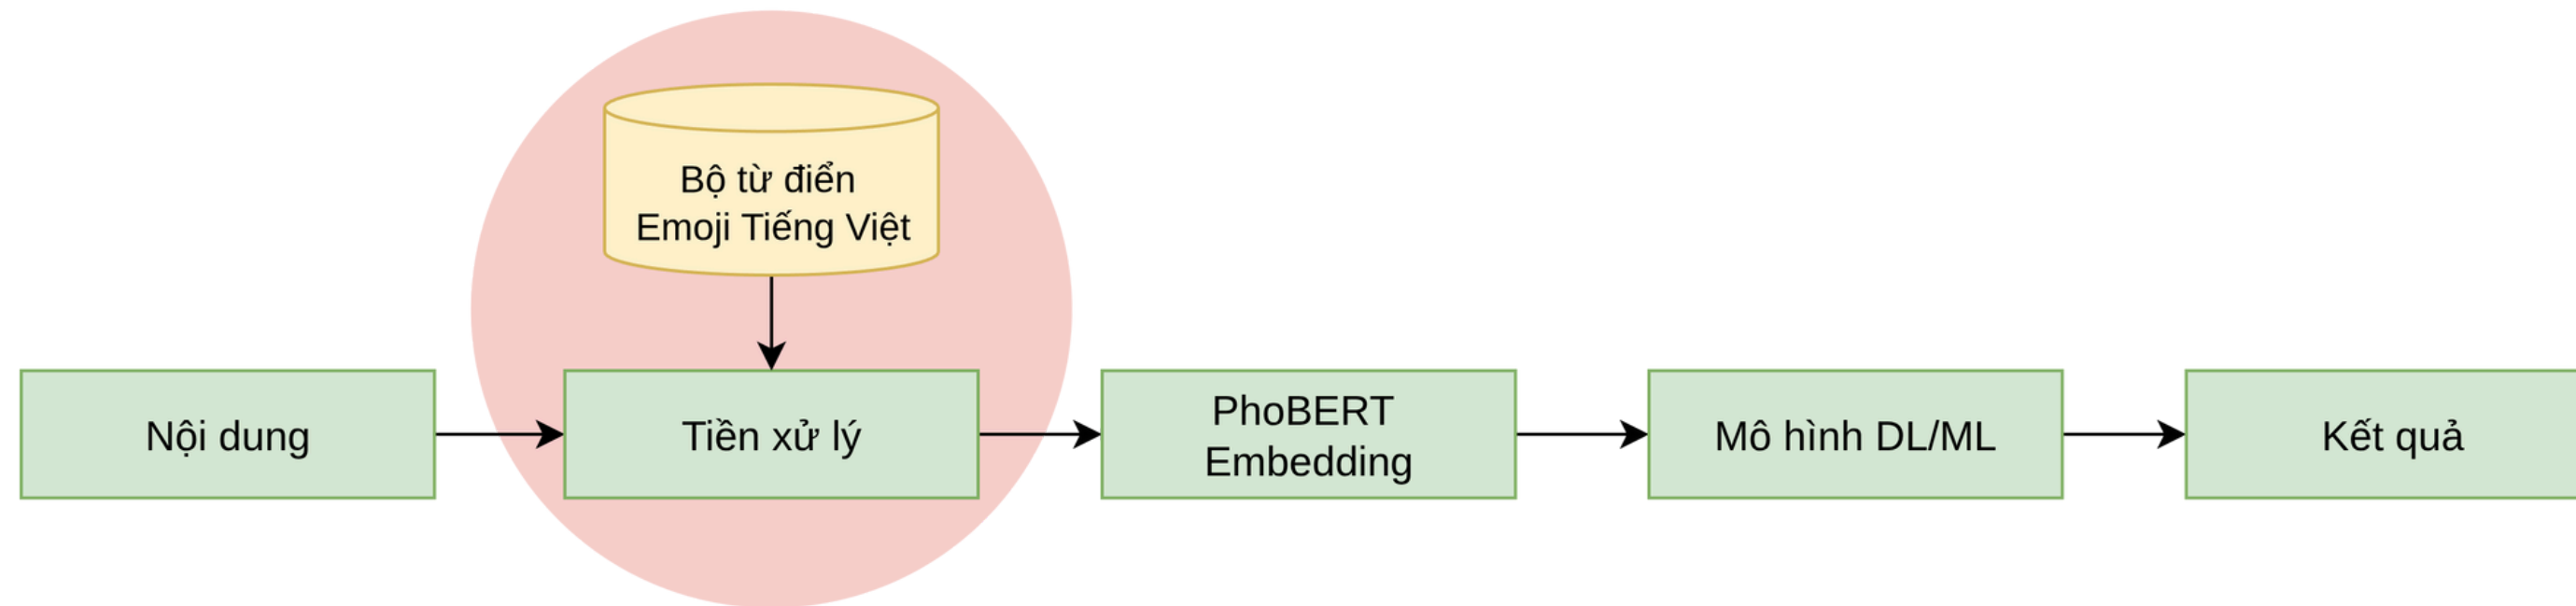 Bộ từ điển
Emoji Tiếng Việt
Nội dung
Tiền xử lý
PhoBERT
Embedding
Mô hình DL/ML
Kết quả